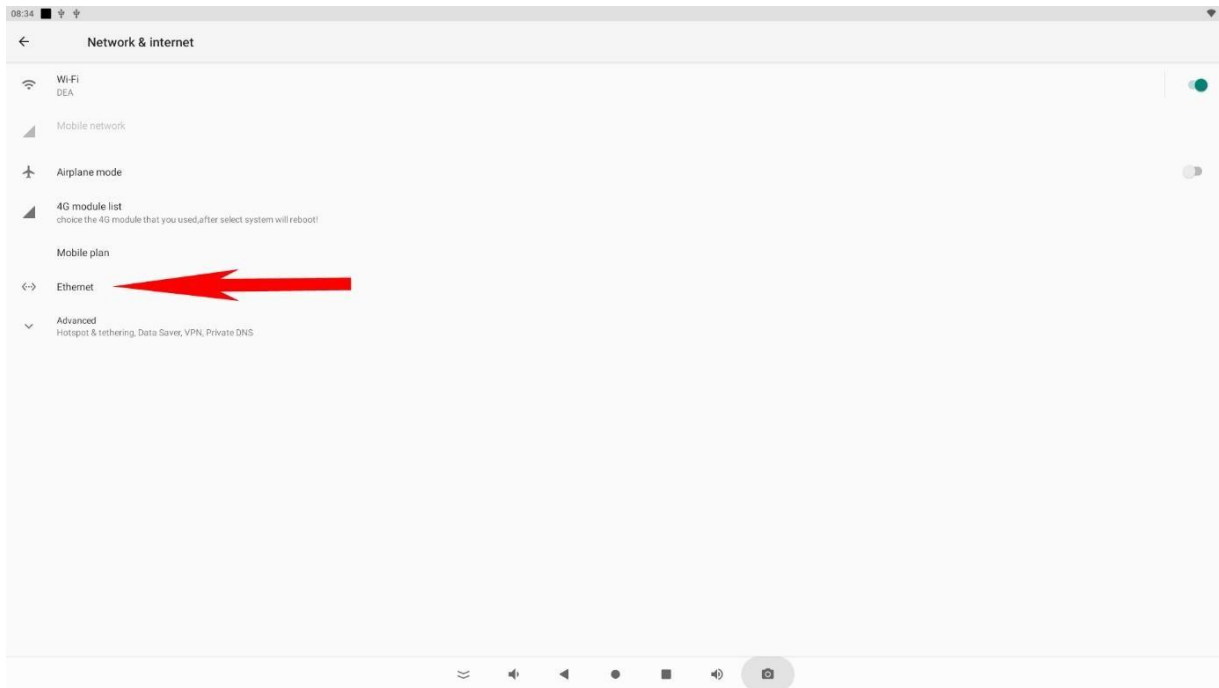 08:34
Network & internet
Wi-Fi
DEA
Mobile network
Airplane mode
4G module list
choice the 4G module that you used,after select system will reboot!
Mobile plan
Ethernet
Advanced
Hotspot & tethering, Data Saver, VPN, Private DNS